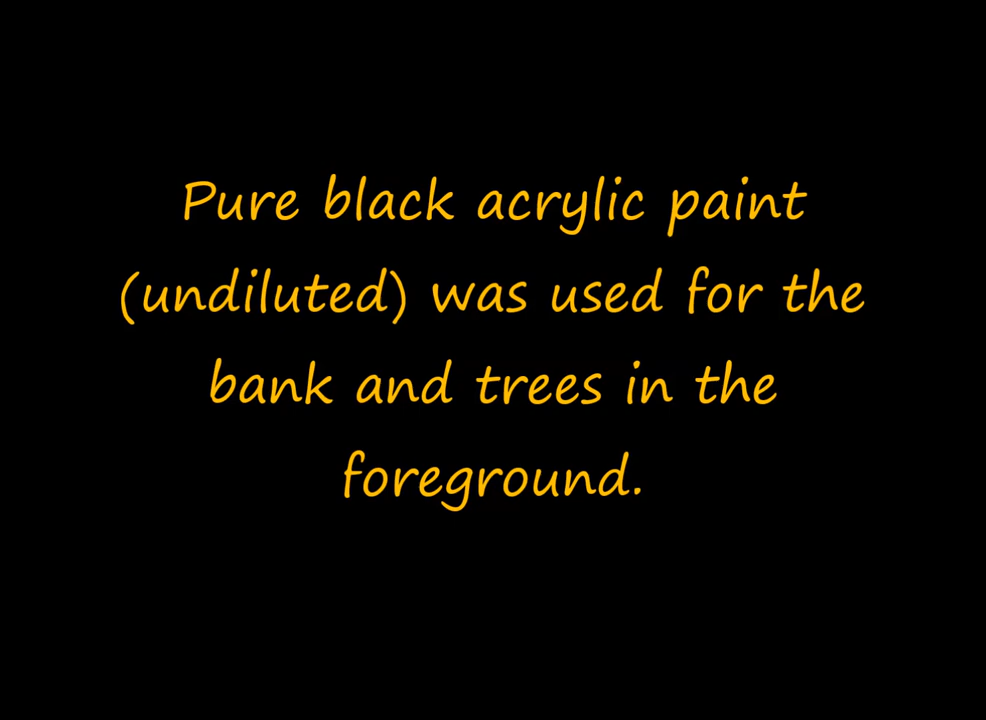 Pure black acrylic paint
(undiluted) was used for the
bank and trees in the
foreground.